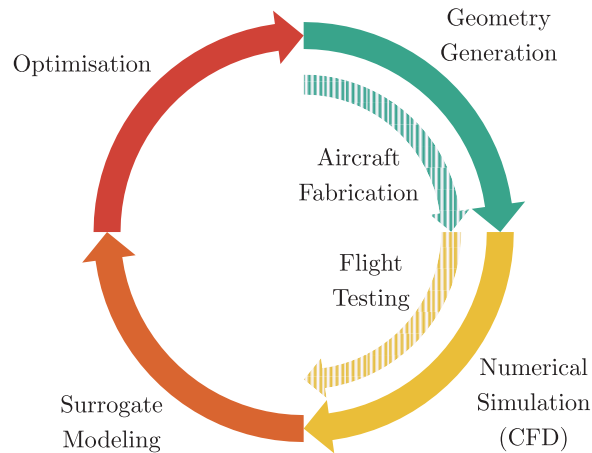 Geometry
Generation
Optimisation
Aircraft
Fabrication
Flight
Testing
Numerical
Simulation
(CFD)
Surrogate
Modeling